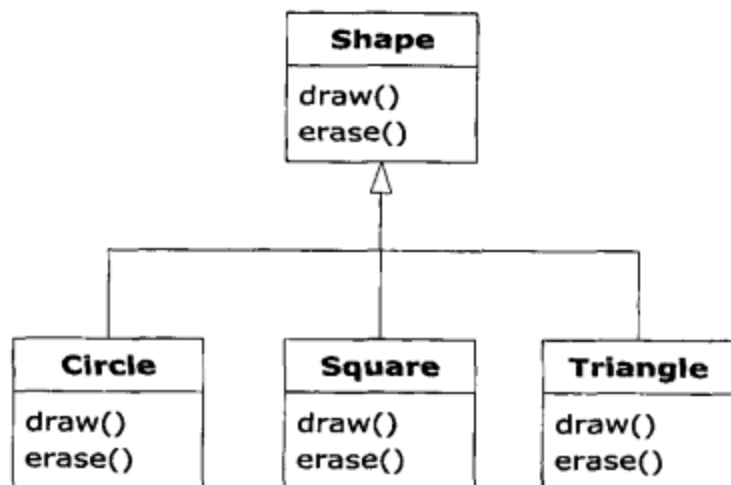 Shape
draw()
erase()
Circle
draw()
erase()
Square
draw()
erase()
Triangle
draw()
erase()